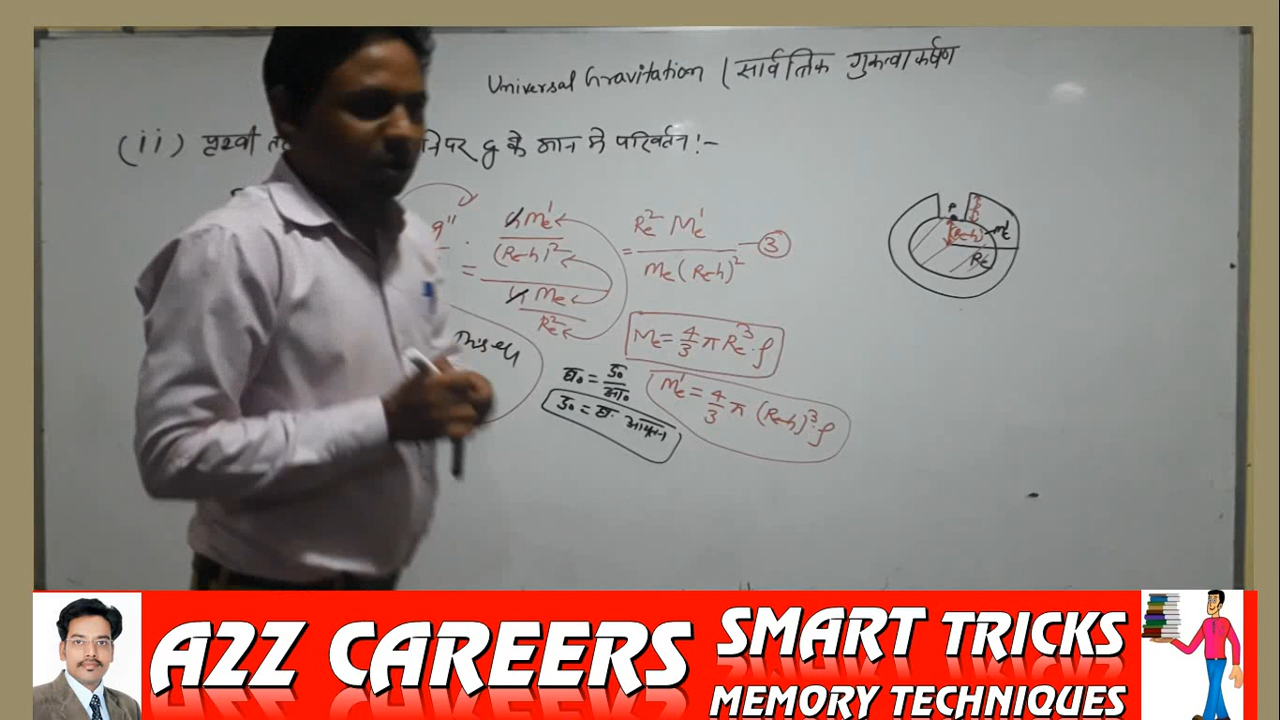 Universal Gravitation / सार्वत्रिक गुरुत्वाकर्षण
(ii) पृथ्वी पर g के मान में परिवर्तन :-
g'' = (G Me' / (Re-h)²) / (G Me / Re²) = Re² Me' / Me (Re-h)² — ③
Me = 4/3 π Re³ . ρ
घ० = द्र० / आ०
द्र० = घ. आयतन
Me' = 4/3 π (Re-h)³ . ρ
P
h
(Re-h)
Me'
Re
A2Z CAREERS
SMART TRICKS
MEMORY TECHNIQUES